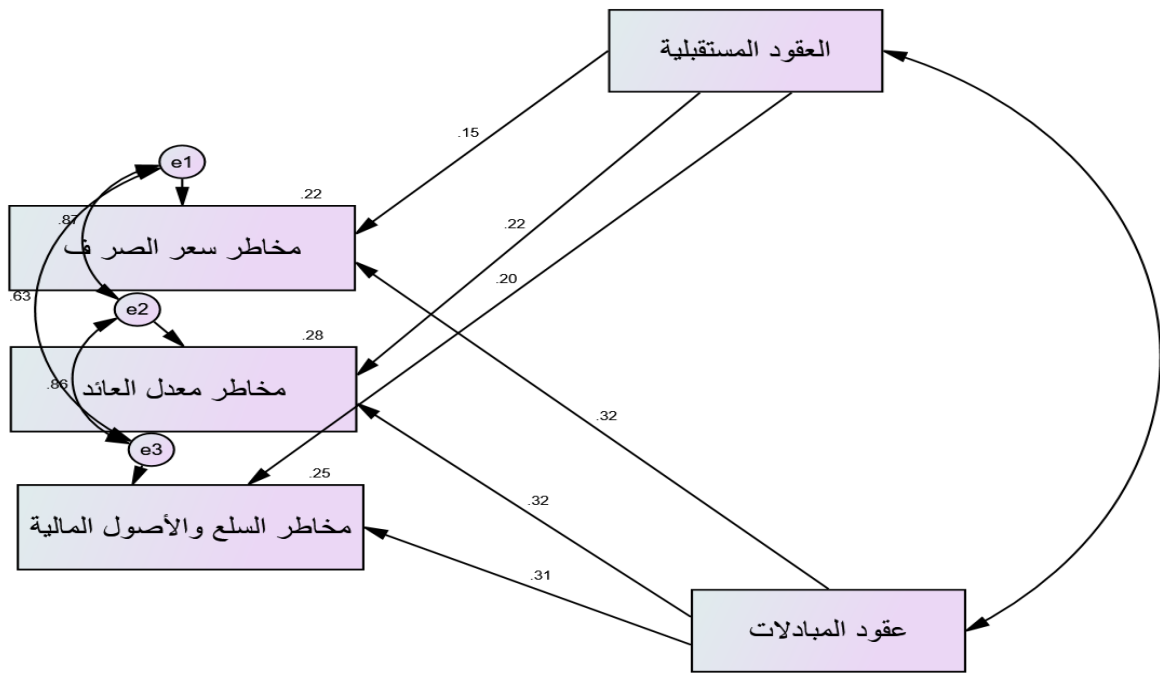 العقود المستقبلية
.15
e1
.22
.87
مخاطر سعر الصرف
.22
.20
.63
e2
.28
.86
مخاطر معدل العائد
.32
e3
.25
.32
مخاطر السلع والأصول المالية
.31
عقود المبادلات